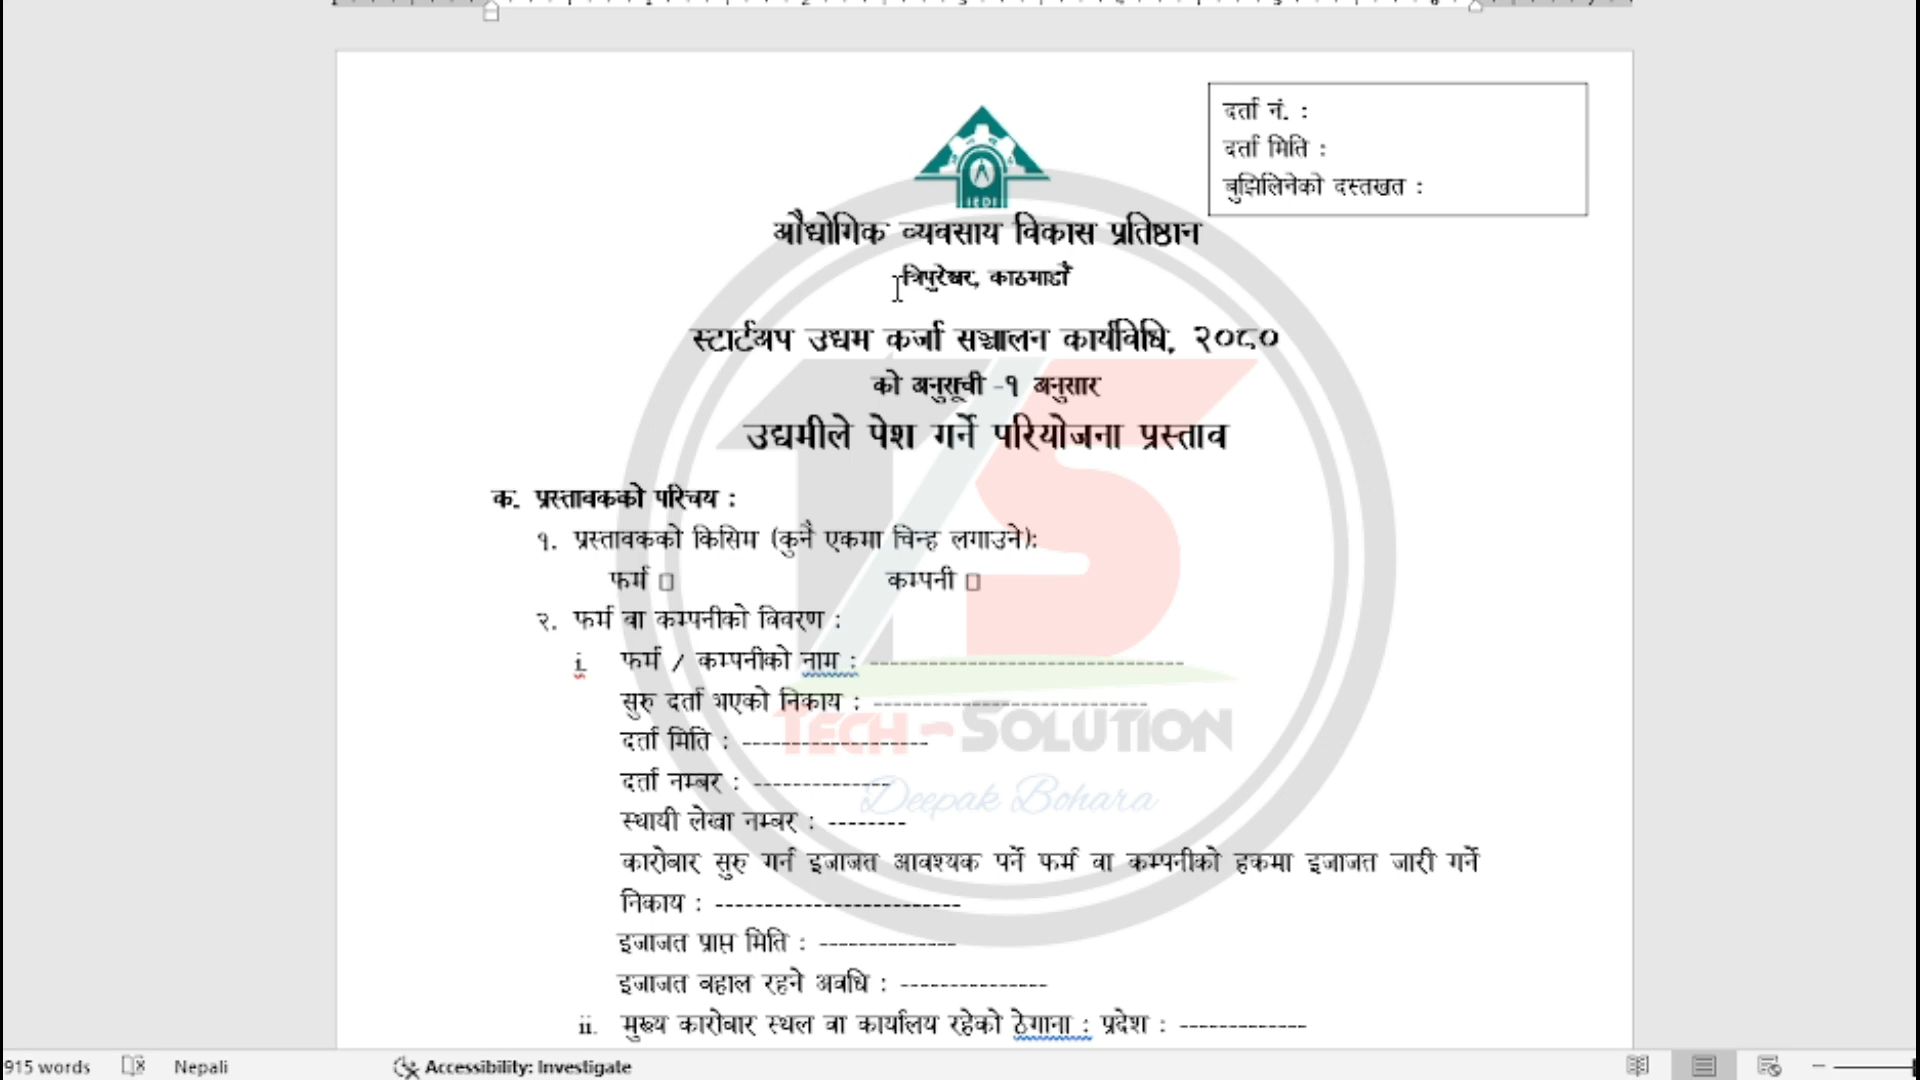 दर्ता नं. :
दर्ता मिति :
बुझिलिनेको दस्तखत :
IEDI
औद्योगिक व्यवसाय विकास प्रतिष्ठान
त्रिपुरेश्वर, काठमाडौं
स्टार्टअप उद्यम कर्जा सञ्चालन कार्यविधि, २०८०
को अनुसूची -१ अनुसार
उद्यमीले पेश गर्ने परियोजना प्रस्ताव
क. प्रस्तावकको परिचय :
१. प्रस्तावकको किसिम (कुनै एकमा चिन्ह लगाउने):
फर्म □ कम्पनी □
२. फर्म वा कम्पनीको विवरण :
i. फर्म / कम्पनीको नाम : --------------------------------
सुरु दर्ता भएको निकाय : ----------------------------
दर्ता मिति : -------------------
दर्ता नम्बर : --------------
स्थायी लेखा नम्बर : --------
कारोबार सुरु गर्न इजाजत आवश्यक पर्ने फर्म वा कम्पनीको हकमा इजाजत जारी गर्ने
निकाय : -------------------------
इजाजत प्राप्त मिति : --------------
इजाजत बहाल रहने अवधि : ---------------
ii. मुख्य कारोबार स्थल वा कार्यालय रहेको ठेगाना : प्रदेश : -------------
TS
TECH - SOLUTION
Deepak Bohara
915 words Nepali Accessibility: Investigate